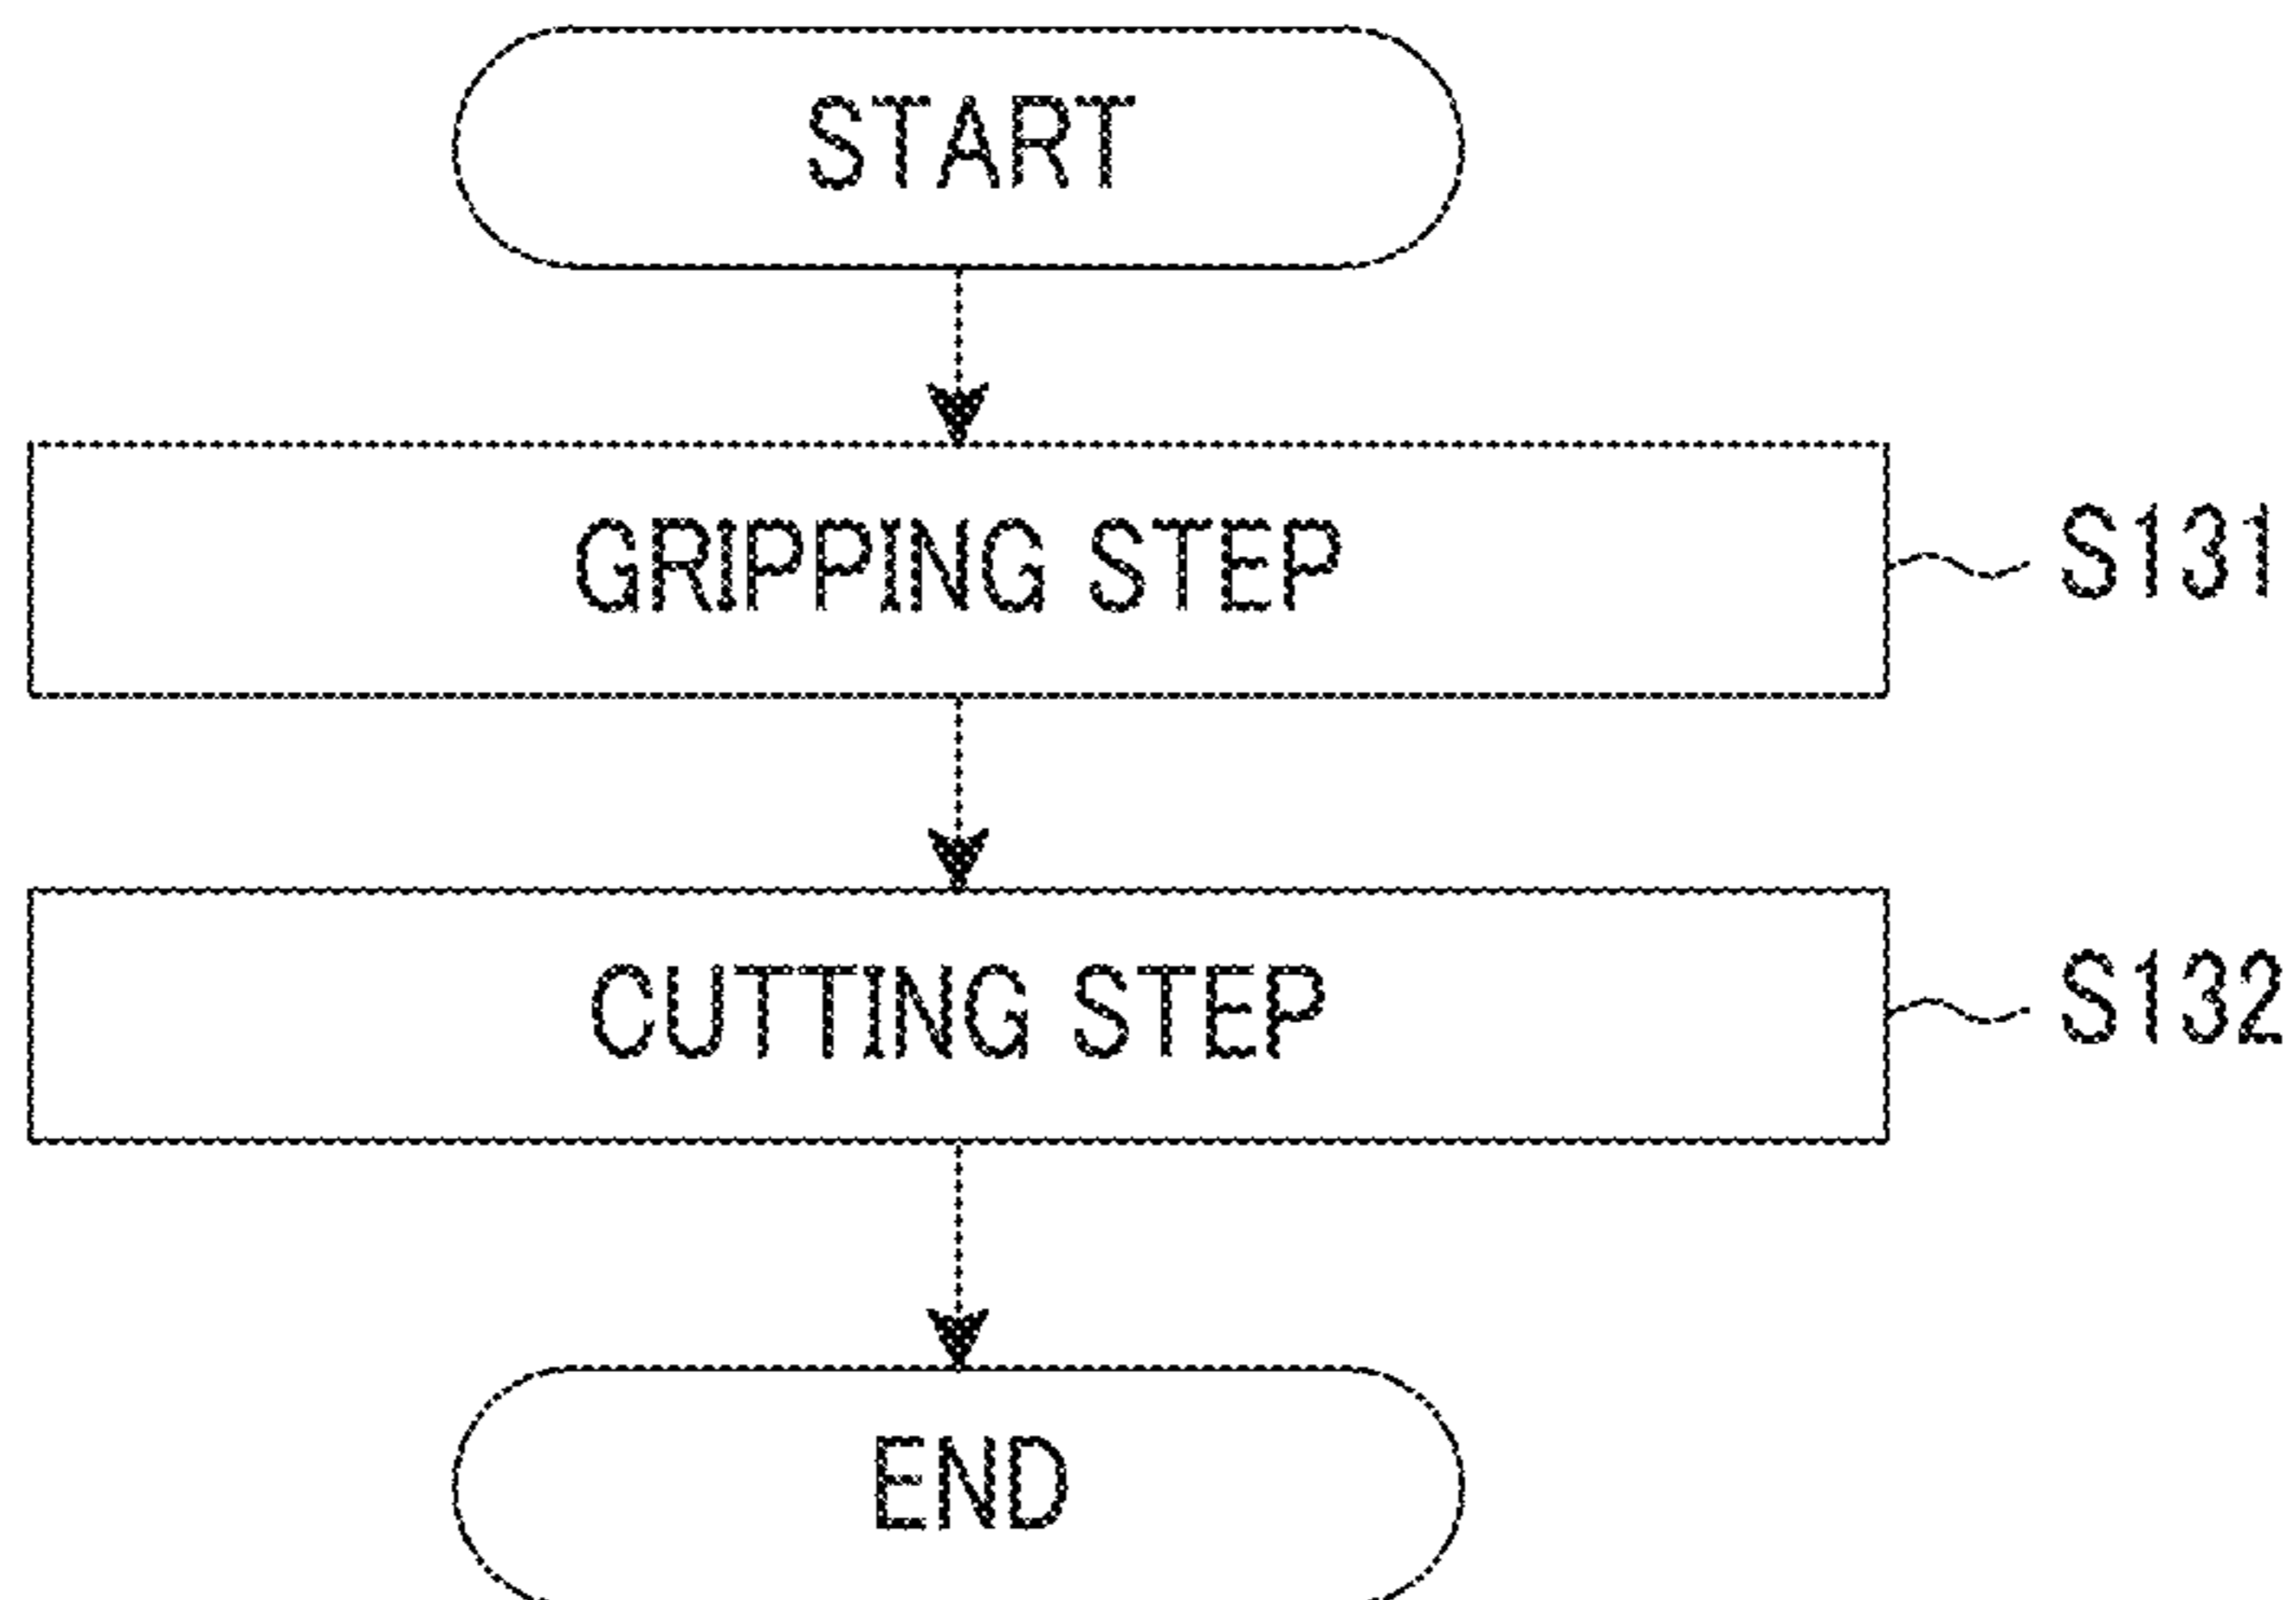 START
GRIPPING STEP
S131
CUTTING STEP
S132
END